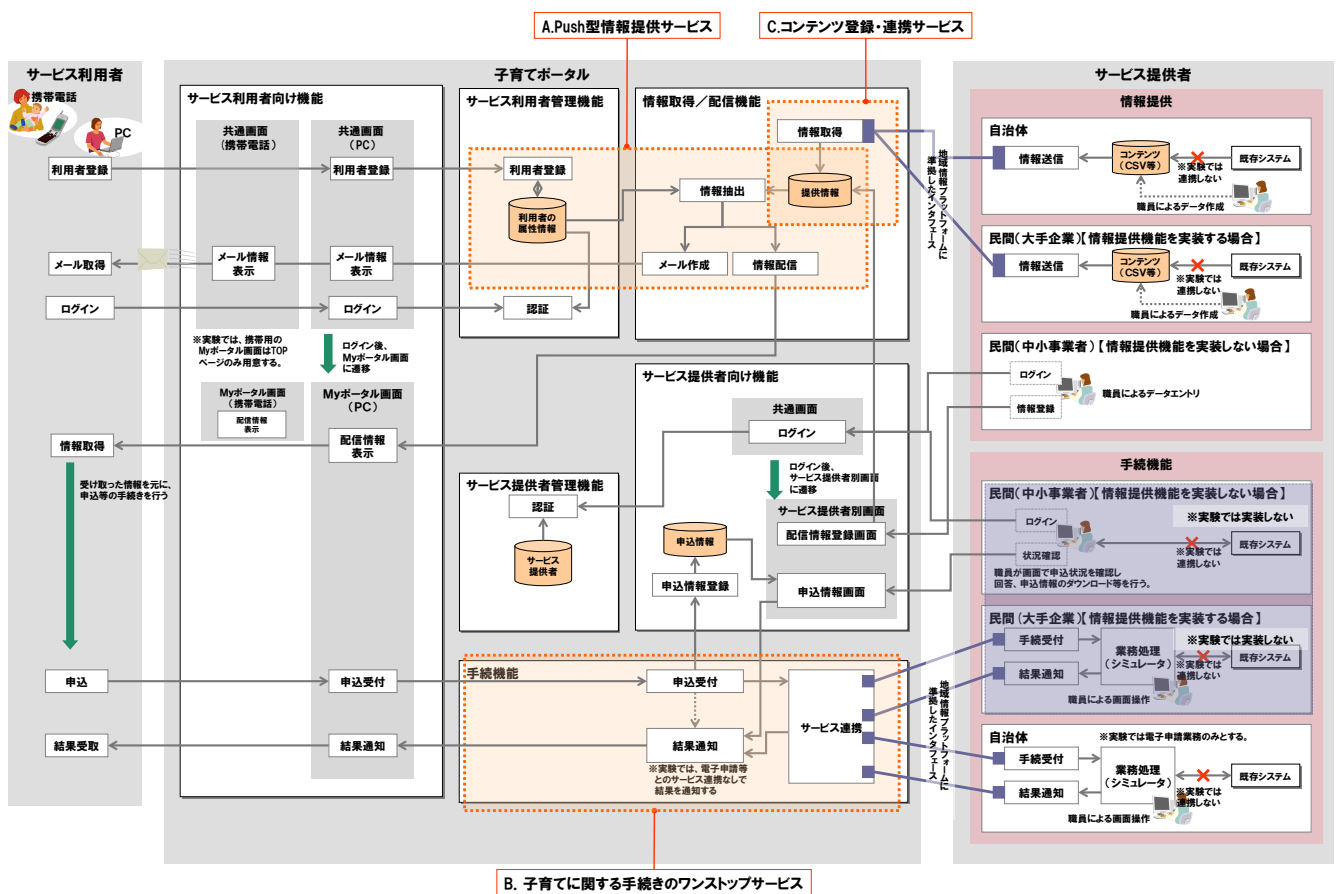 A.Push型情報提供サービス
C.コンテンツ登録・連携サービス
サービス利用者
携帯電話
PC
利用者登録
メール取得
ログイン
情報取得
受け取った情報を元に、
申込等の手続きを行う
申込
結果受取
子育てポータル
サービス利用者向け機能
共通画面
(携帯電話)
共通画面
(PC)
利用者登録
メール情報
表示
メール情報
表示
ログイン
※実験では、携帯用の
Myポータル画面はTOP
ページのみ用意する。
ログイン後、
Myポータル画面
に遷移
Myポータル画面
(携帯電話)
配信情報
表示
Myポータル画面
(PC)
配信情報
表示
申込受付
結果通知
サービス利用者管理機能
利用者登録
利用者の
属性情報
認証
情報取得／配信機能
情報取得
情報抽出
提供情報
メール作成
情報配信
サービス提供者管理機能
認証
サービス
提供者
サービス提供者向け機能
共通画面
ログイン
ログイン後、
サービス提供者別画面
に遷移
サービス提供者別画面
配信情報登録画面
申込情報
申込情報登録
申込情報画面
手続機能
申込受付
結果通知
※実験では、電子申請等
とのサービス連携なしで
結果を通知する
サービス連携
B. 子育てに関する手続きのワンストップサービス
地域情報プラットフォームに
準拠したインタフェース
地域情報プラットフォームに
準拠したインタフェース
サービス提供者
情報提供
自治体
情報送信
コンテンツ
(CSV等)
※実験では
連携しない
既存システム
職員によるデータ作成
民間(大手企業)【情報提供機能を実装する場合】
情報送信
コンテンツ
(CSV等)
※実験では
連携しない
既存システム
職員によるデータ作成
民間(中小事業者)【情報提供機能を実装しない場合】
ログイン
情報登録
職員によるデータエントリ
手続機能
民間(中小事業者)【情報提供機能を実装しない場合】
※実験では実装しない
ログイン
状況確認
※実験では
連携しない
既存システム
職員が画面で申込状況を確認し
回答、申込情報のダウンロード等を行う。
民間(大手企業)【情報提供機能を実装する場合】
※実験では実装しない
手続受付
結果通知
業務処理
(シミュレータ)
※実験では
連携しない
既存システム
職員による画面操作
自治体
※実験では電子申請業務のみとする。
手続受付
結果通知
業務処理
(シミュレータ)
※実験では
連携しない
既存システム
職員による画面操作